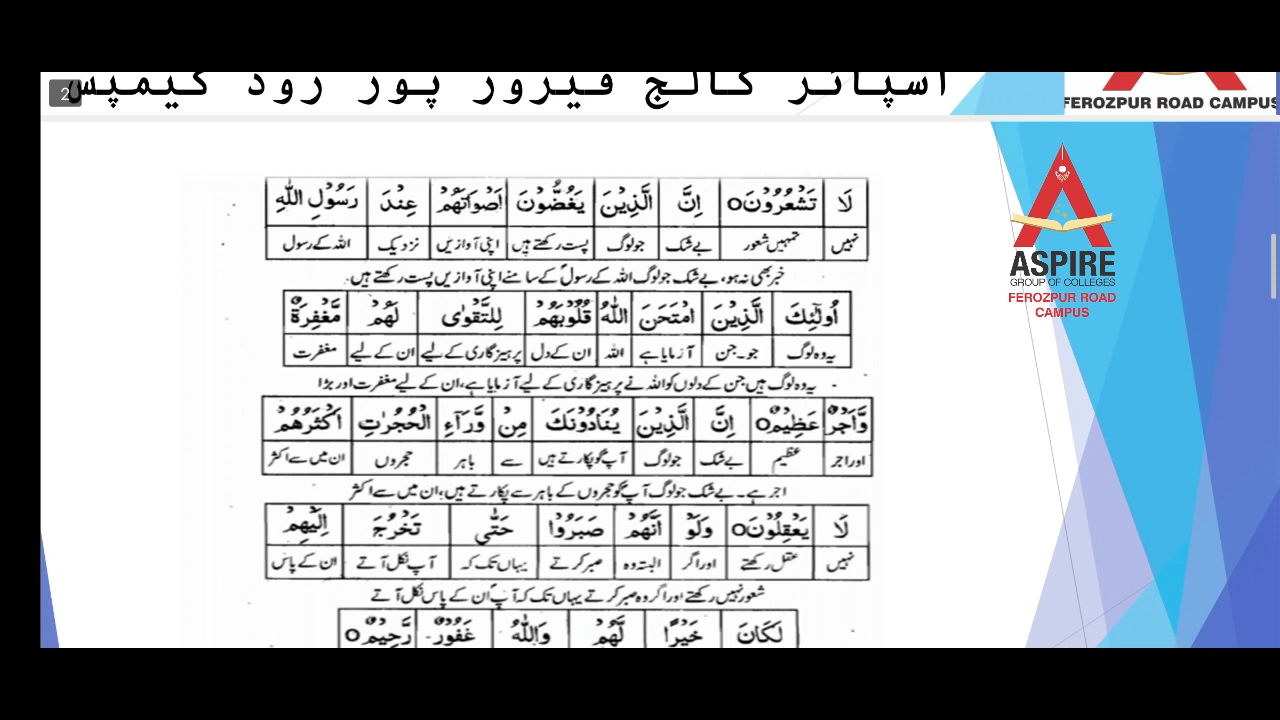 اسپائر کالج فیروز پور روڈ کیمپس
2
FEROZPUR ROAD CAMPUS
ASPIRE
GROUP OF COLLEGES
FEROZPUR ROAD
CAMPUS
لَا تَشْعُرُوْنَ○ اِنَّ الَّذِيْنَ يَغُضُّوْنَ اَصْوَاتَهُمْ عِنْدَ رَسُوْلِ اللّٰهِ
نہیں تمہیں شعور بے شک جو لوگ پست رکھتے ہیں اپنی آوازیں نزدیک اللہ کے رسول
خبر بھی نہ ہو، بے شک جو لوگ اللہ کے رسولؐ کے سامنے اپنی آوازیں پست رکھتے ہیں۔
اُولٰٓئِكَ الَّذِيْنَ امْتَحَنَ اللّٰهُ قُلُوْبَهُمْ لِلتَّقْوٰى لَهُمْ مَّغْفِرَةٌ
یہ وہ لوگ جو۔جن آزمایا ہے اللہ ان کے دل پرہیزگاری کے لیے ان کے لیے مغفرت
یہ وہ لوگ ہیں جن کے دلوں کو اللہ نے پرہیزگاری کے لیے آزمایا ہے، ان کے لیے مغفرت اور بڑا
وَّاَجْرٌ عَظِيْمٌ○ اِنَّ الَّذِيْنَ يُنَادُوْنَكَ مِنْ وَّرَآءِ الْحُجُرٰتِ اَكْثَرُهُمْ
اور اجر عظیم بے شک جو لوگ آپؐ کو پکارتے ہیں سے باہر حجروں ان میں سے اکثر
اجر ہے۔ بے شک جو لوگ آپؐ کو حجروں کے باہر سے پکارتے ہیں، ان میں سے اکثر
لَا يَعْقِلُوْنَ○ وَلَوْ اَنَّهُمْ صَبَرُوْا حَتّٰى تَخْرُجَ اِلَيْهِمْ
نہیں عقل رکھتے اور اگر البتہ وہ صبر کرتے یہاں تک کہ آپ نکل آتے ان کے پاس
شعور نہیں رکھتے اور اگر وہ صبر کرتے یہاں تک کہ آپؐ ان کے پاس نکل آتے
لَكَانَ خَيْرًا لَّهُمْ وَاللّٰهُ غَفُوْرٌ رَّحِيْمٌ○